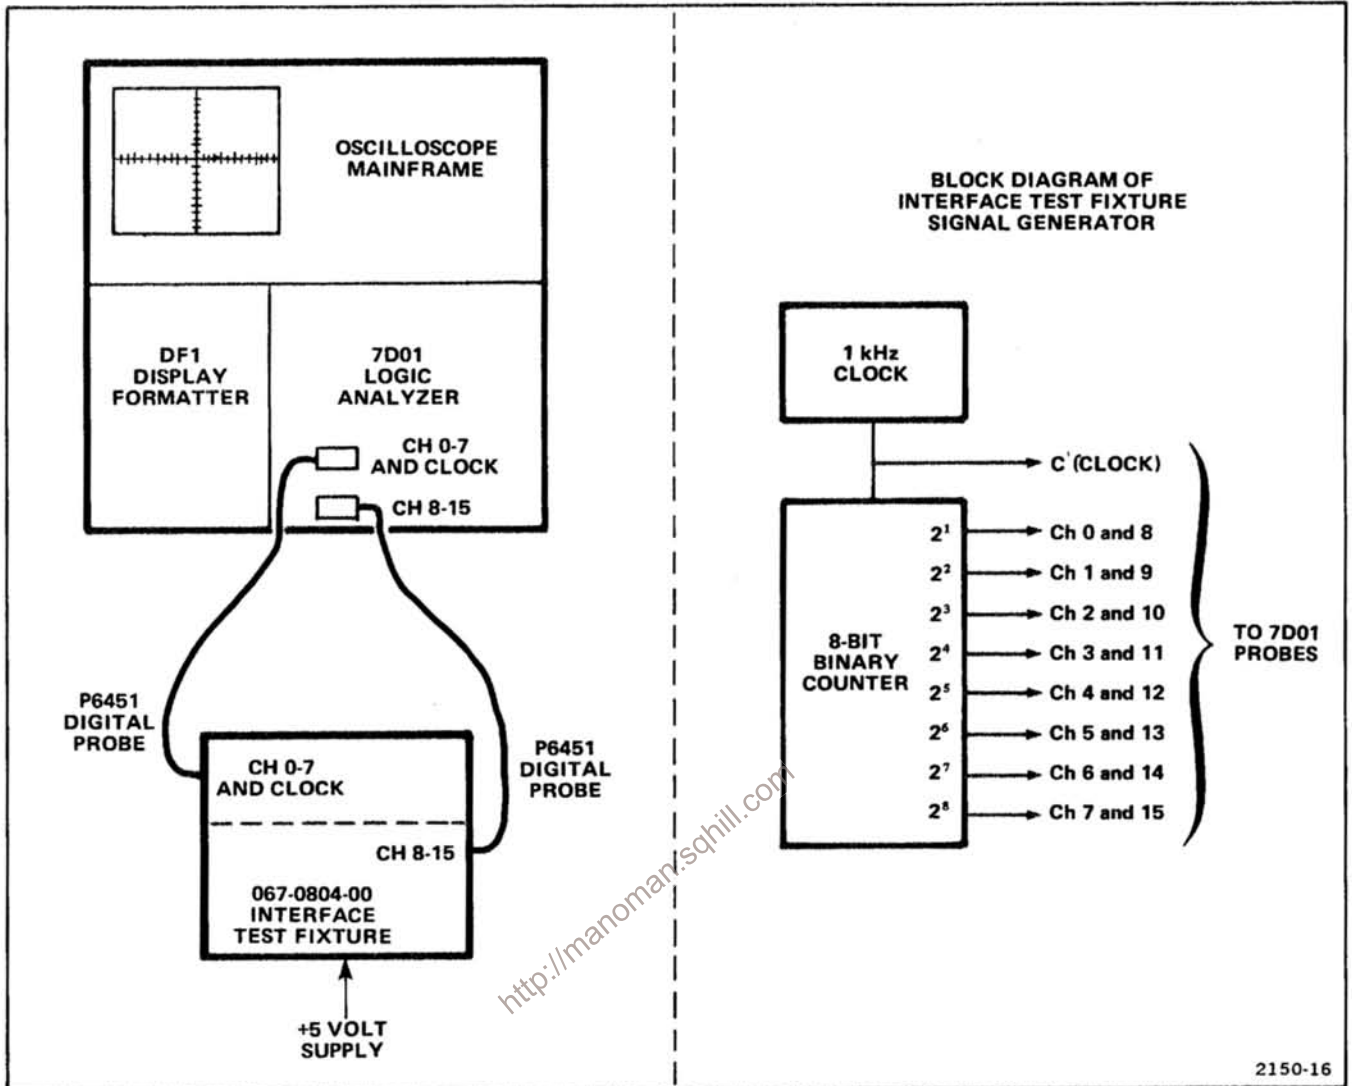 OSCILLOSCOPE
MAINFRAME
DF1
DISPLAY
FORMATTER
7D01
LOGIC
ANALYZER
CH 0-7
AND CLOCK
CH 8-15
P6451
DIGITAL
PROBE
P6451
DIGITAL
PROBE
CH 0-7
AND CLOCK
CH 8-15
067-0804-00
INTERFACE
TEST FIXTURE
+5 VOLT
SUPPLY
BLOCK DIAGRAM OF
INTERFACE TEST FIXTURE
SIGNAL GENERATOR
1 kHz
CLOCK
C'(CLOCK)
8-BIT
BINARY
COUNTER
2¹ Ch 0 and 8
2² Ch 1 and 9
2³ Ch 2 and 10
2⁴ Ch 3 and 11
2⁵ Ch 4 and 12
2⁶ Ch 5 and 13
2⁷ Ch 6 and 14
2⁸ Ch 7 and 15
TO 7D01
PROBES
http://manoman.sqhill.com
2150-16